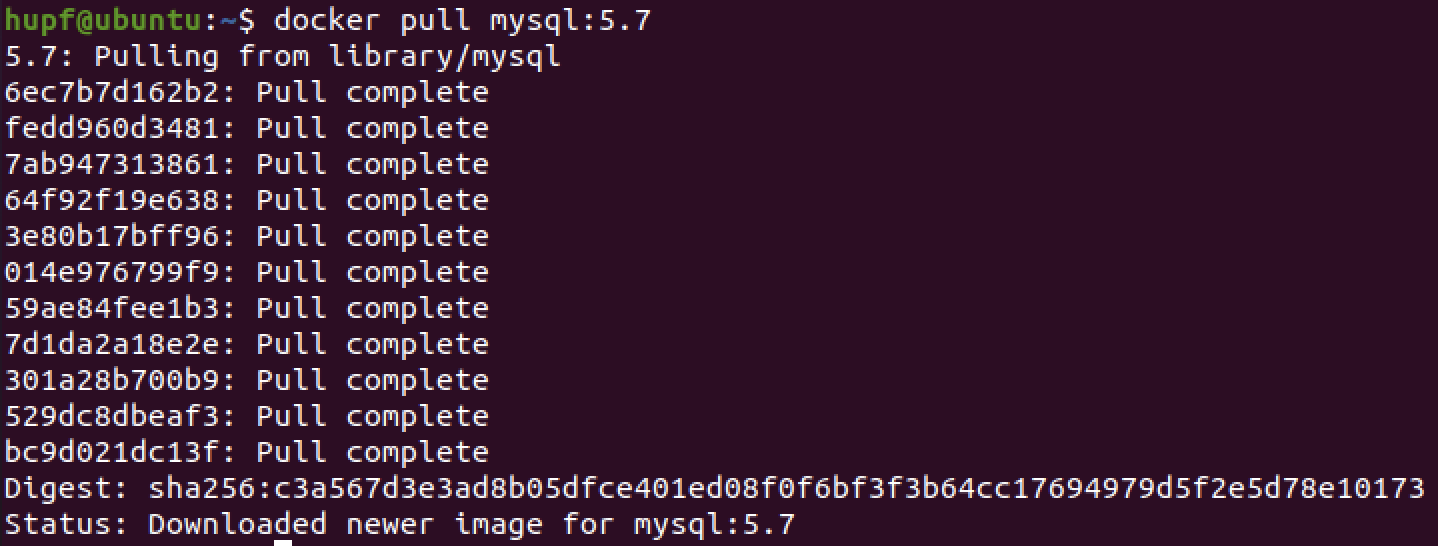 hupf@ubuntu:~$ docker pull mysql:5.7
5.7: Pulling from library/mysql
6ec7b7d162b2: Pull complete
fedd960d3481: Pull complete
7ab947313861: Pull complete
64f92f19e638: Pull complete
3e80b17bff96: Pull complete
014e976799f9: Pull complete
59ae84fee1b3: Pull complete
7d1da2a18e2e: Pull complete
301a28b700b9: Pull complete
529dc8dbeaf3: Pull complete
bc9d021dc13f: Pull complete
Digest: sha256:c3a567d3e3ad8b05dfce401ed08f0f6bf3f3b64cc17694979d5f2e5d78e10173
Status: Downloaded newer image for mysql:5.7